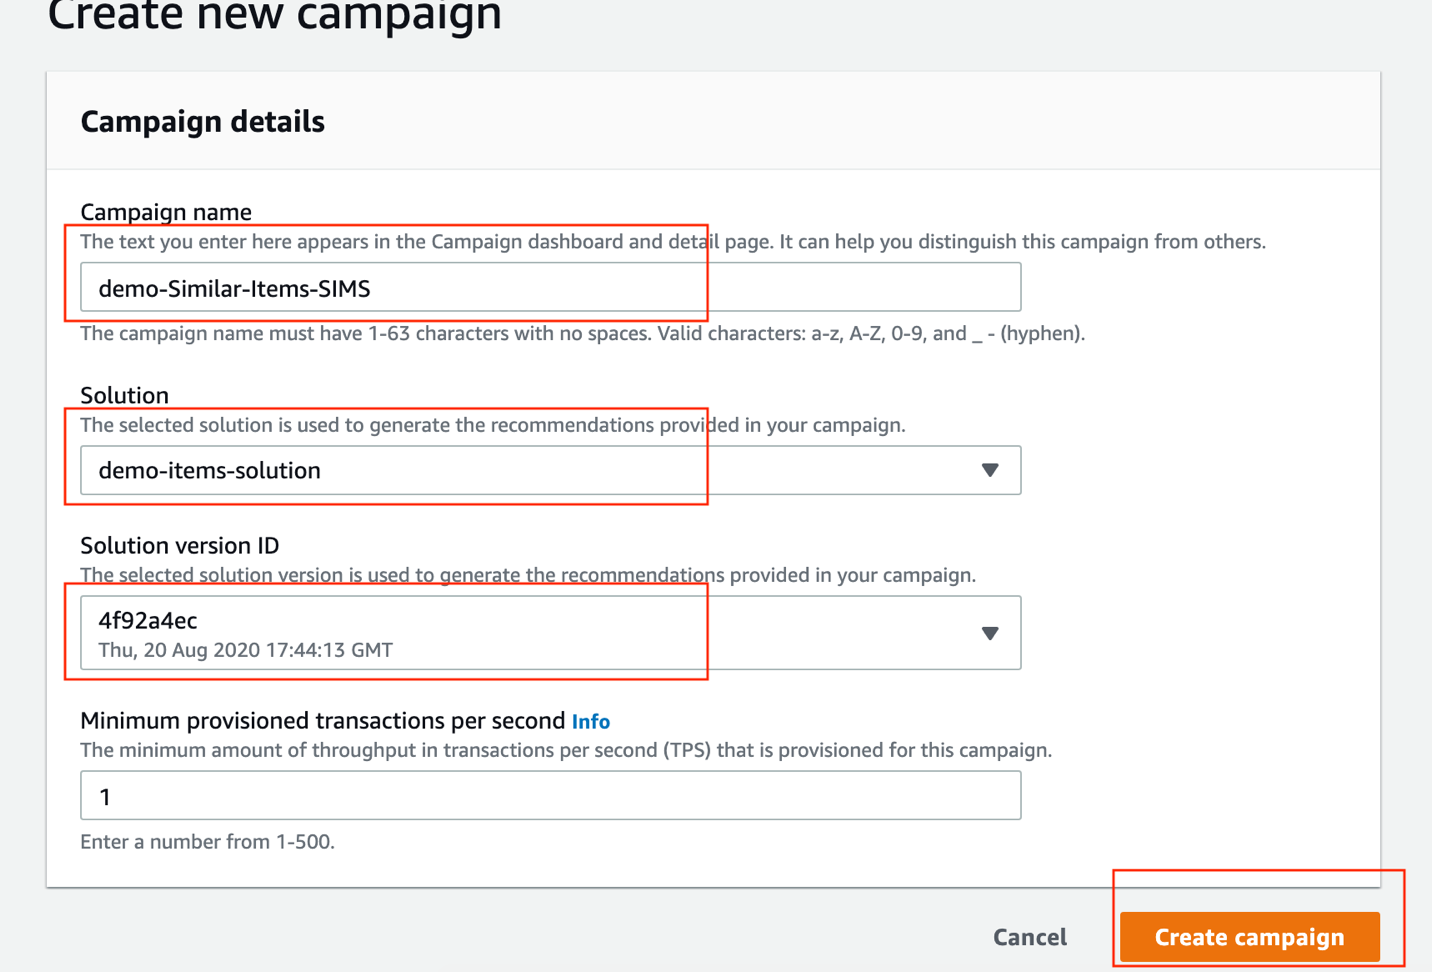 Create new campaign
Campaign details
Campaign name
The text you enter here appears in the Campaign dashboard and detail page. It can help you distinguish this campaign from others.
demo-Similar-Items-SIMS
The campaign name must have 1-63 characters with no spaces. Valid characters: a-z, A-Z, 0-9, and _ - (hyphen).
Solution
The selected solution is used to generate the recommendations provided in your campaign.
demo-items-solution
Solution version ID
The selected solution version is used to generate the recommendations provided in your campaign.
4f92a4ec
Thu, 20 Aug 2020 17:44:13 GMT
Minimum provisioned transactions per second Info
The minimum amount of throughput in transactions per second (TPS) that is provisioned for this campaign.
1
Enter a number from 1-500.
Cancel
Create campaign